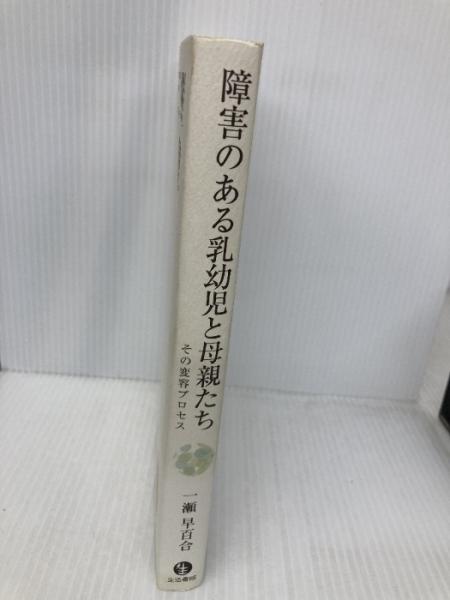 障害のある乳幼児と母親たち
その変容プロセス
一瀬 早百合
生
生活書院